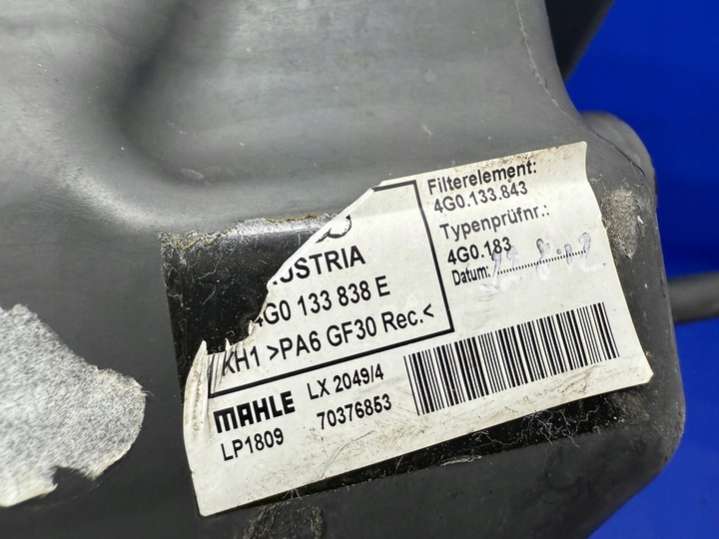 Filterelement:
4G0.133.843
Typenprüfnr.:
4G0.183
Datum:
USTRIA
4G0 133 838 E
KH1 >PA6 GF30 Rec.<
MAHLE LX 2049/4
LP1809 70376853